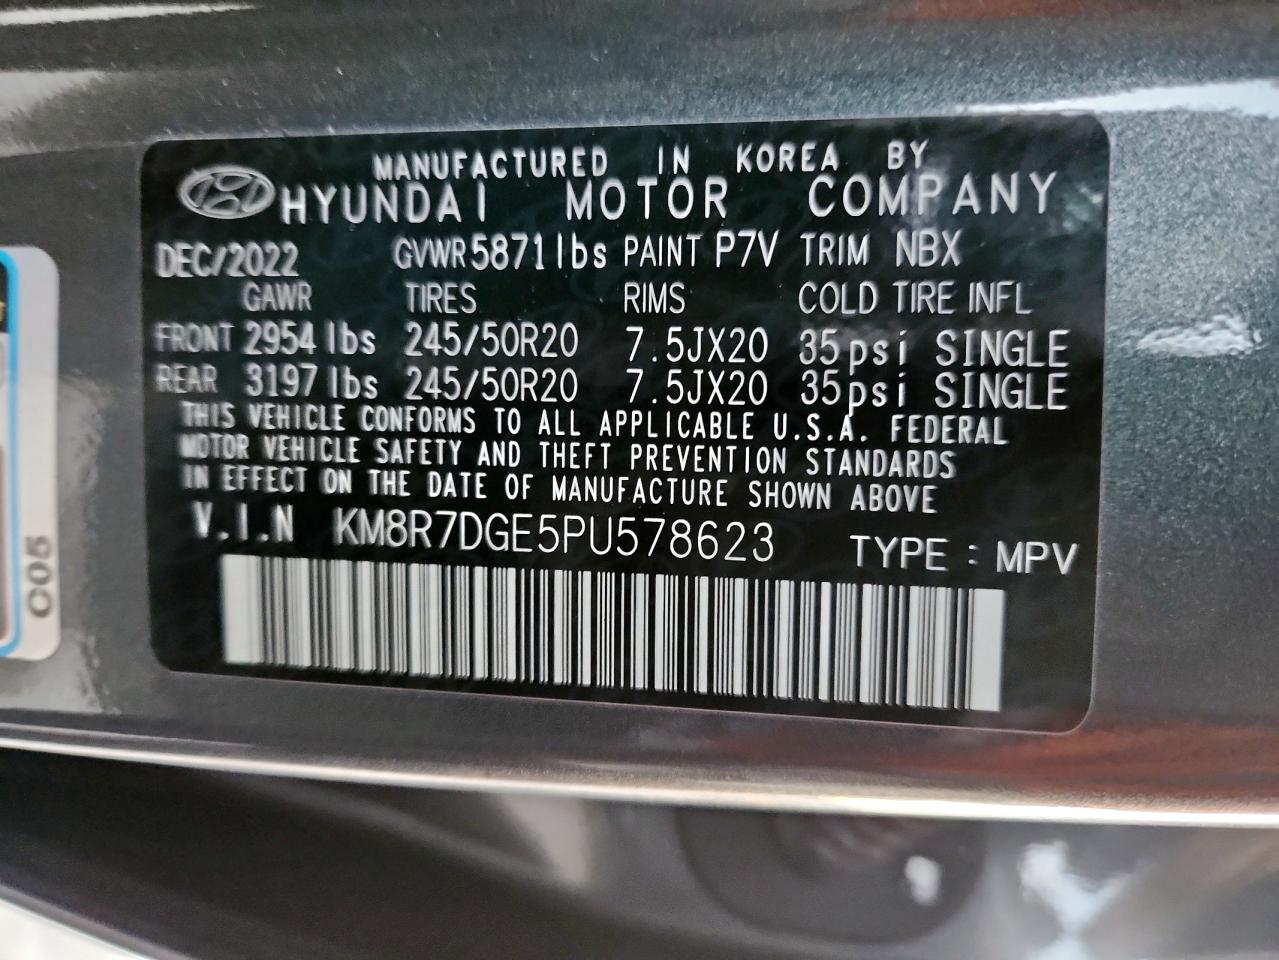 MANUFACTURED IN KOREA BY
HYUNDAI MOTOR COMPANY
DEC/2022 GVWR 5871lbs PAINT P7V TRIM NBX
GAWR TIRES RIMS COLD TIRE INFL
FRONT 2954 lbs 245/50R20 7.5JX20 35psi SINGLE
REAR 3197 lbs 245/50R20 7.5JX20 35psi SINGLE
THIS VEHICLE CONFORMS TO ALL APPLICABLE U.S.A. FEDERAL
MOTOR VEHICLE SAFETY AND THEFT PREVENTION STANDARDS
IN EFFECT ON THE DATE OF MANUFACTURE SHOWN ABOVE
V.I.N KM8R7DGE5PU578623 TYPE : MPV
C05